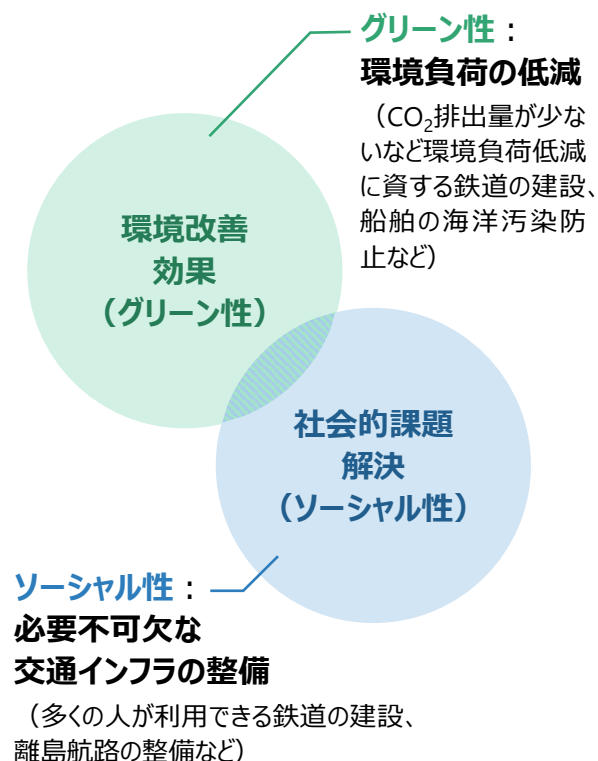 グリーン性：
環境負荷の低減
（CO₂排出量が少な
いなど環境負荷低減
に資する鉄道の建設、
船舶の海洋汚染防
止など）
環境改善
効果
（グリーン性）
社会的課題
解決
（ソーシャル性）
ソーシャル性：
必要不可欠な
交通インフラの整備
（多くの人が利用できる鉄道の建設、
離島航路の整備など）